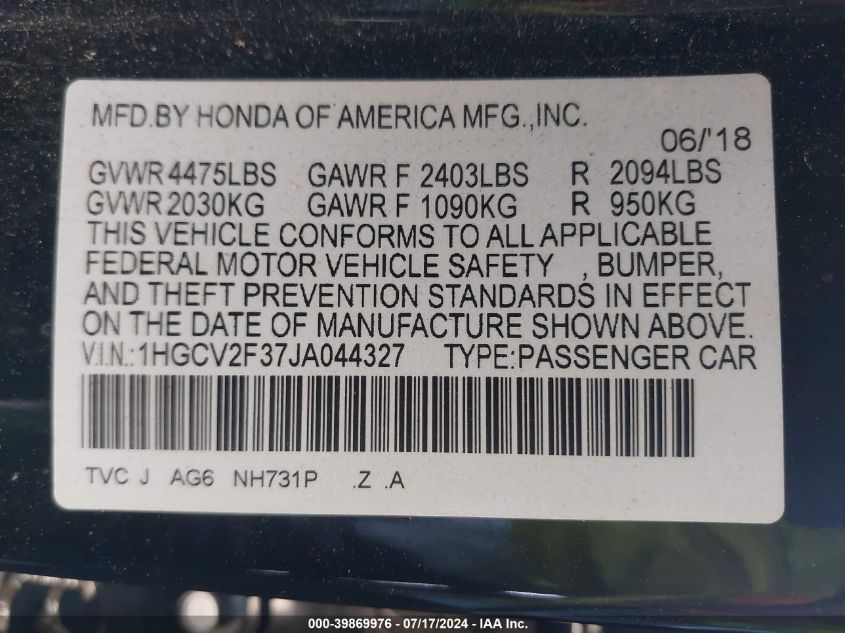 MFD.BY HONDA OF AMERICA MFG.,INC.
06/'18
GVWR 4475LBS GAWR F 2403LBS R 2094LBS
GVWR 2030KG GAWR F 1090KG R 950KG
THIS VEHICLE CONFORMS TO ALL APPLICABLE
FEDERAL MOTOR VEHICLE SAFETY , BUMPER,
AND THEFT PREVENTION STANDARDS IN EFFECT
ON THE DATE OF MANUFACTURE SHOWN ABOVE.
V.I.N.:1HGCV2F37JA044327 TYPE:PASSENGER CAR
TVC J AG6 NH731P .Z .A
000-39869976 / 07/17/2024 - IAA Inc.